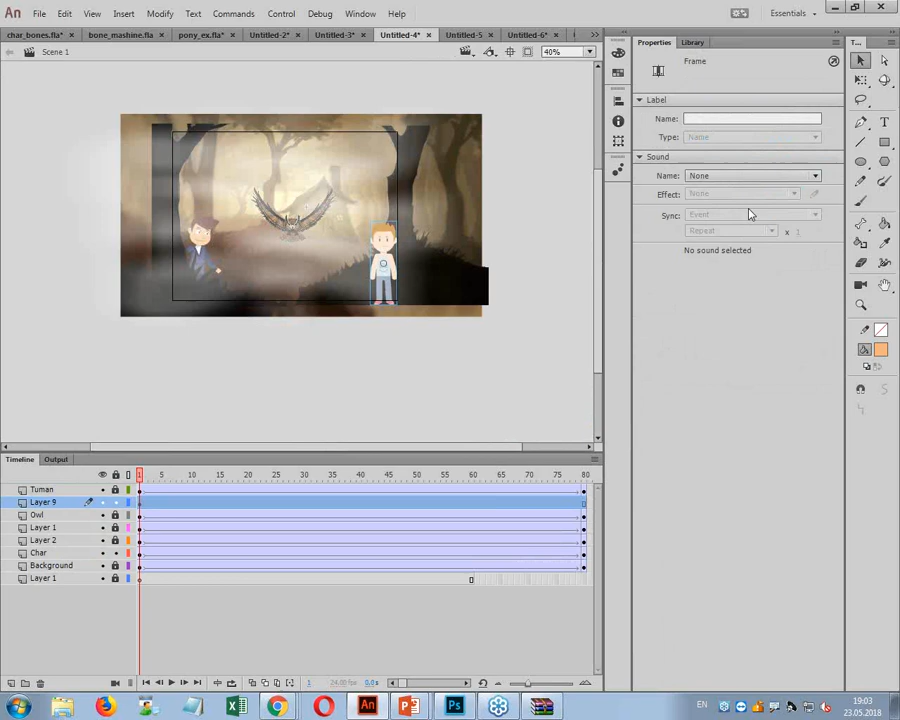 An File Edit View Insert Modify Text Commands Control Debug Window Help Essentials
char_bones.fla* × bone_mashine.fla × pony_ex.fla* × Untitled-2* × Untitled-3* × Untitled-4* × Untitled-5 × Untitled-6* × >>
Scene 1 40%
Properties Library T...
Frame
Label
Name:
Type: Name
Sound
Name: None
Effect: None
Sync: Event
Repeat x 1
No sound selected
Timeline Output
1 5 10 15 20 25 30 35 40 45 50 55 60 65 70 75 80
Tuman
Layer 9
Owl
Layer 1
Layer 2
Char
Background
Layer 1
1 24.00 fps 0.0 s
EN 19:03
23.05.2018